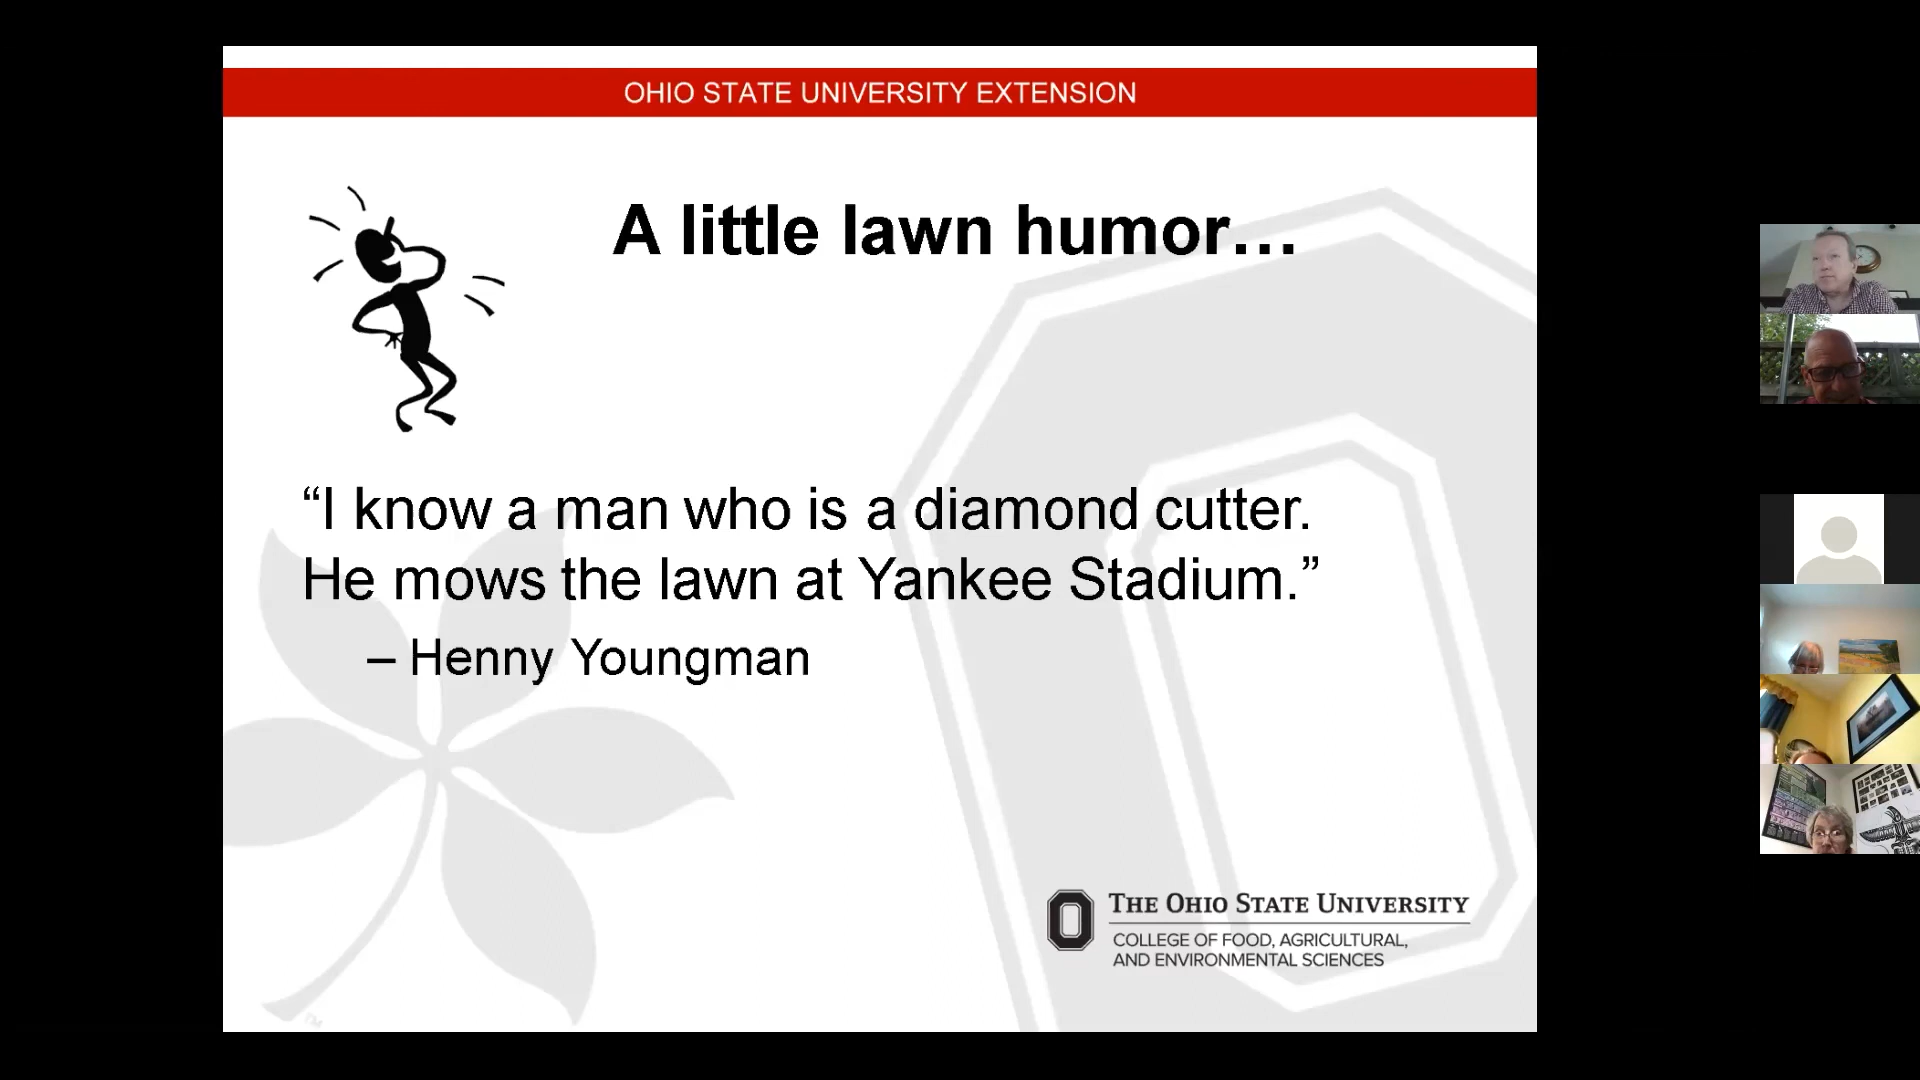 OHIO STATE UNIVERSITY EXTENSION
A little lawn humor…
“I know a man who is a diamond cutter.
He mows the lawn at Yankee Stadium.”
– Henny Youngman
THE OHIO STATE UNIVERSITY
COLLEGE OF FOOD, AGRICULTURAL,
AND ENVIRONMENTAL SCIENCES
TM